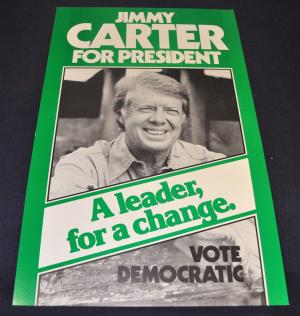 JIMMY
CARTER
FOR PRESIDENT
A leader,
for a change.
VOTE
DEMOCRATIC